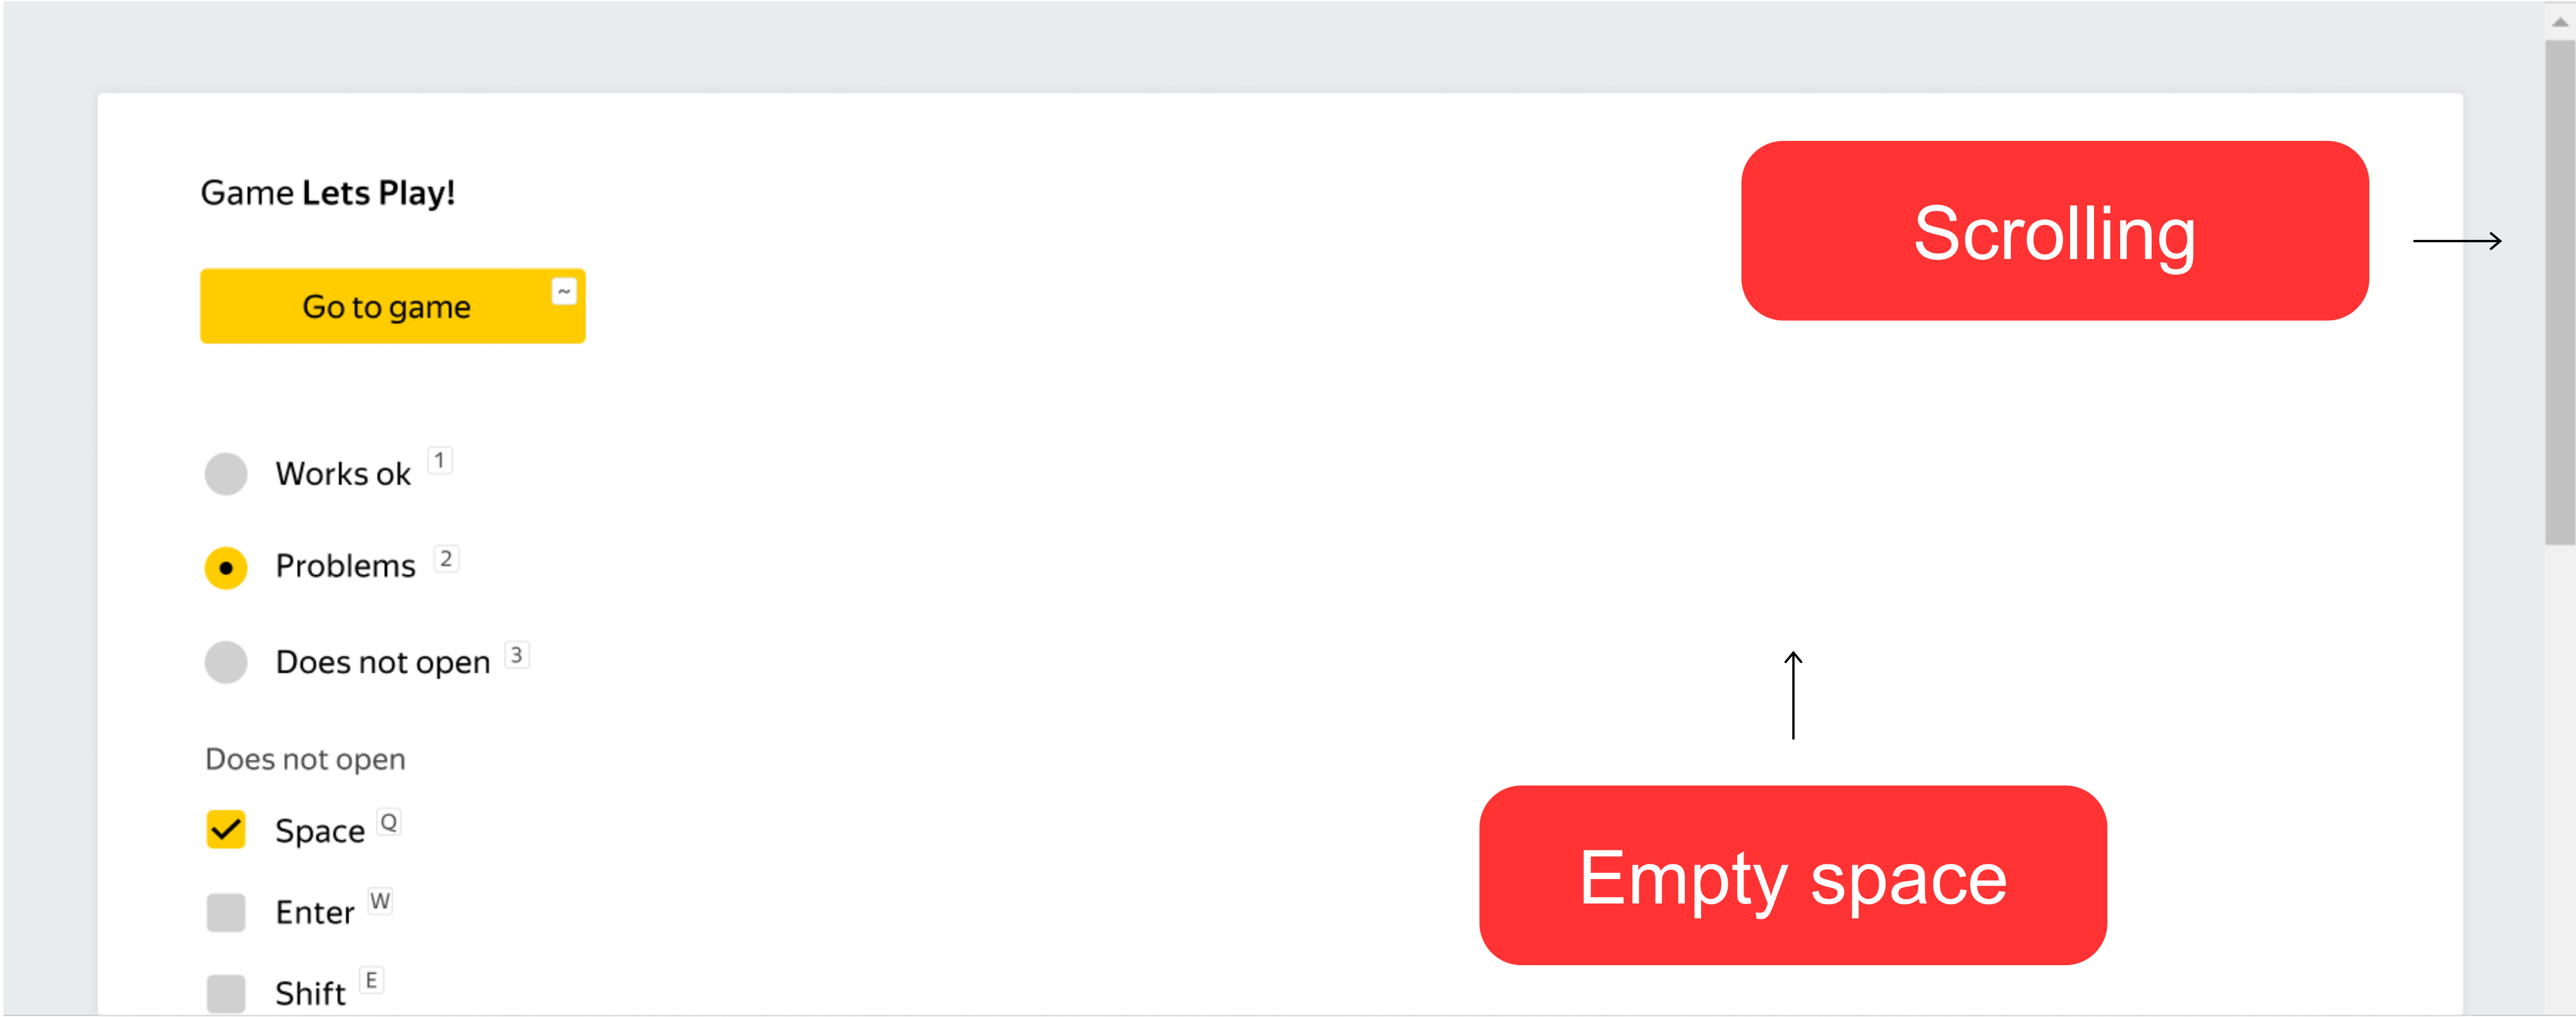 Game Lets Play!
Scrolling
Go to game ~
Works ok 1
Problems 2
Does not open 3
Does not open
Space Q
Empty space
Enter W
Shift E